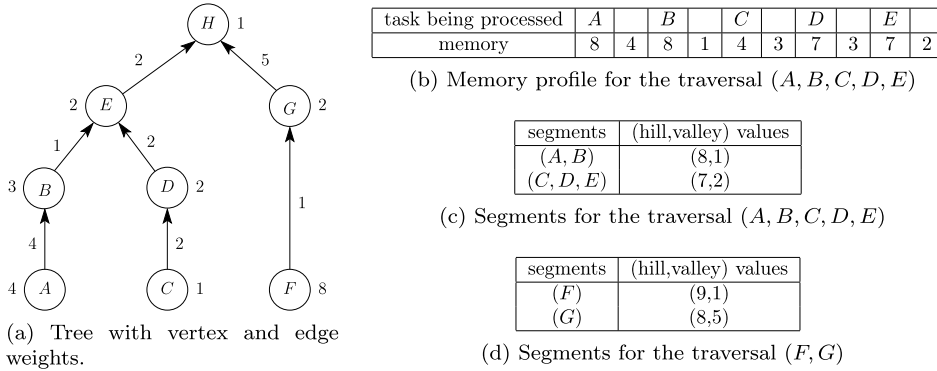 H 1
2 5
2 E G 2
1 2
3 B D 2
1
4 2
4 A C 1 F 8
(a) Tree with vertex and edge
weights.
task being processed A B C D E
memory 8 4 8 1 4 3 7 3 7 2
(b) Memory profile for the traversal (A, B, C, D, E)
segments (hill,valley) values
(A, B) (8,1)
(C, D, E) (7,2)
(c) Segments for the traversal (A, B, C, D, E)
segments (hill,valley) values
(F) (9,1)
(G) (8,5)
(d) Segments for the traversal (F, G)